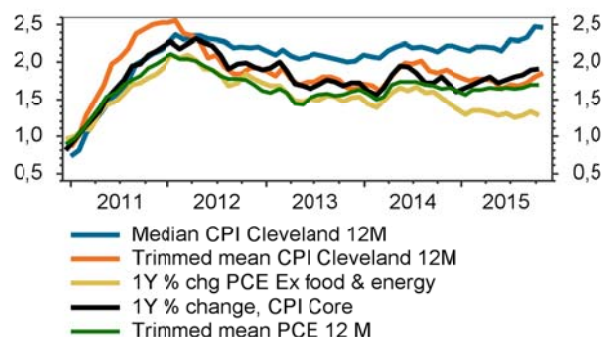 2,5 2,5
2,0 2,0
1,5 1,5
1,0 1,0
0,5 0,5
2011 2012 2013 2014 2015
Median CPI Cleveland 12M
Trimmed mean CPI Cleveland 12M
1Y % chg PCE Ex food & energy
1Y % change, CPI Core
Trimmed mean PCE 12 M